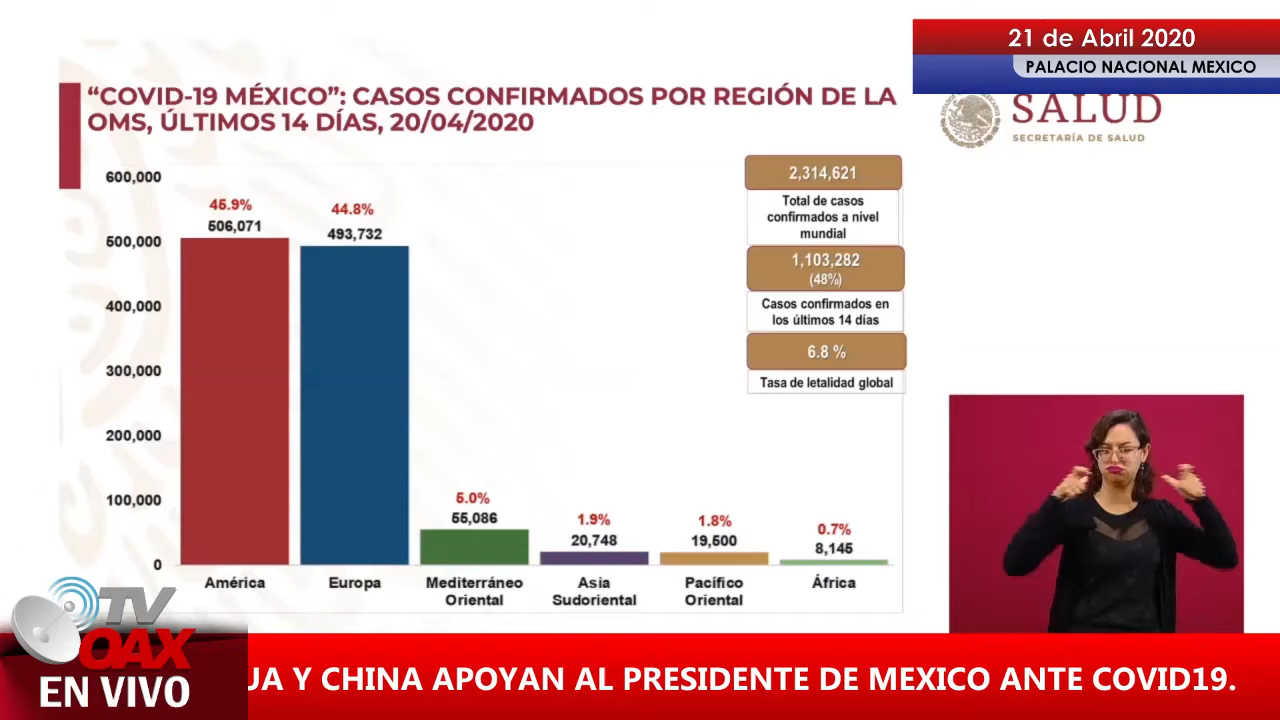 21 de Abril 2020
PALACIO NACIONAL MEXICO
“COVID-19 MÉXICO”: CASOS CONFIRMADOS POR REGIÓN DE LA
OMS, ÚLTIMOS 14 DÍAS, 20/04/2020
SALUD
SECRETARÍA DE SALUD
600,000
500,000
400,000
300,000
200,000
100,000
0
45.9%
506,071
44.8%
493,732
5.0%
55,086
1.9%
20,748
1.8%
19,500
0.7%
8,145
América
Europa
Mediterráneo
Oriental
Asia
Sudoriental
Pacífico
Oriental
África
2,314,621
Total de casos
confirmados a nivel
mundial
1,103,282
(48%)
Casos confirmados en
los últimos 14 días
6.8 %
Tasa de letalidad global
TV
OAX
EN VIVO
UA Y CHINA APOYAN AL PRESIDENTE DE MEXICO ANTE COVID19.